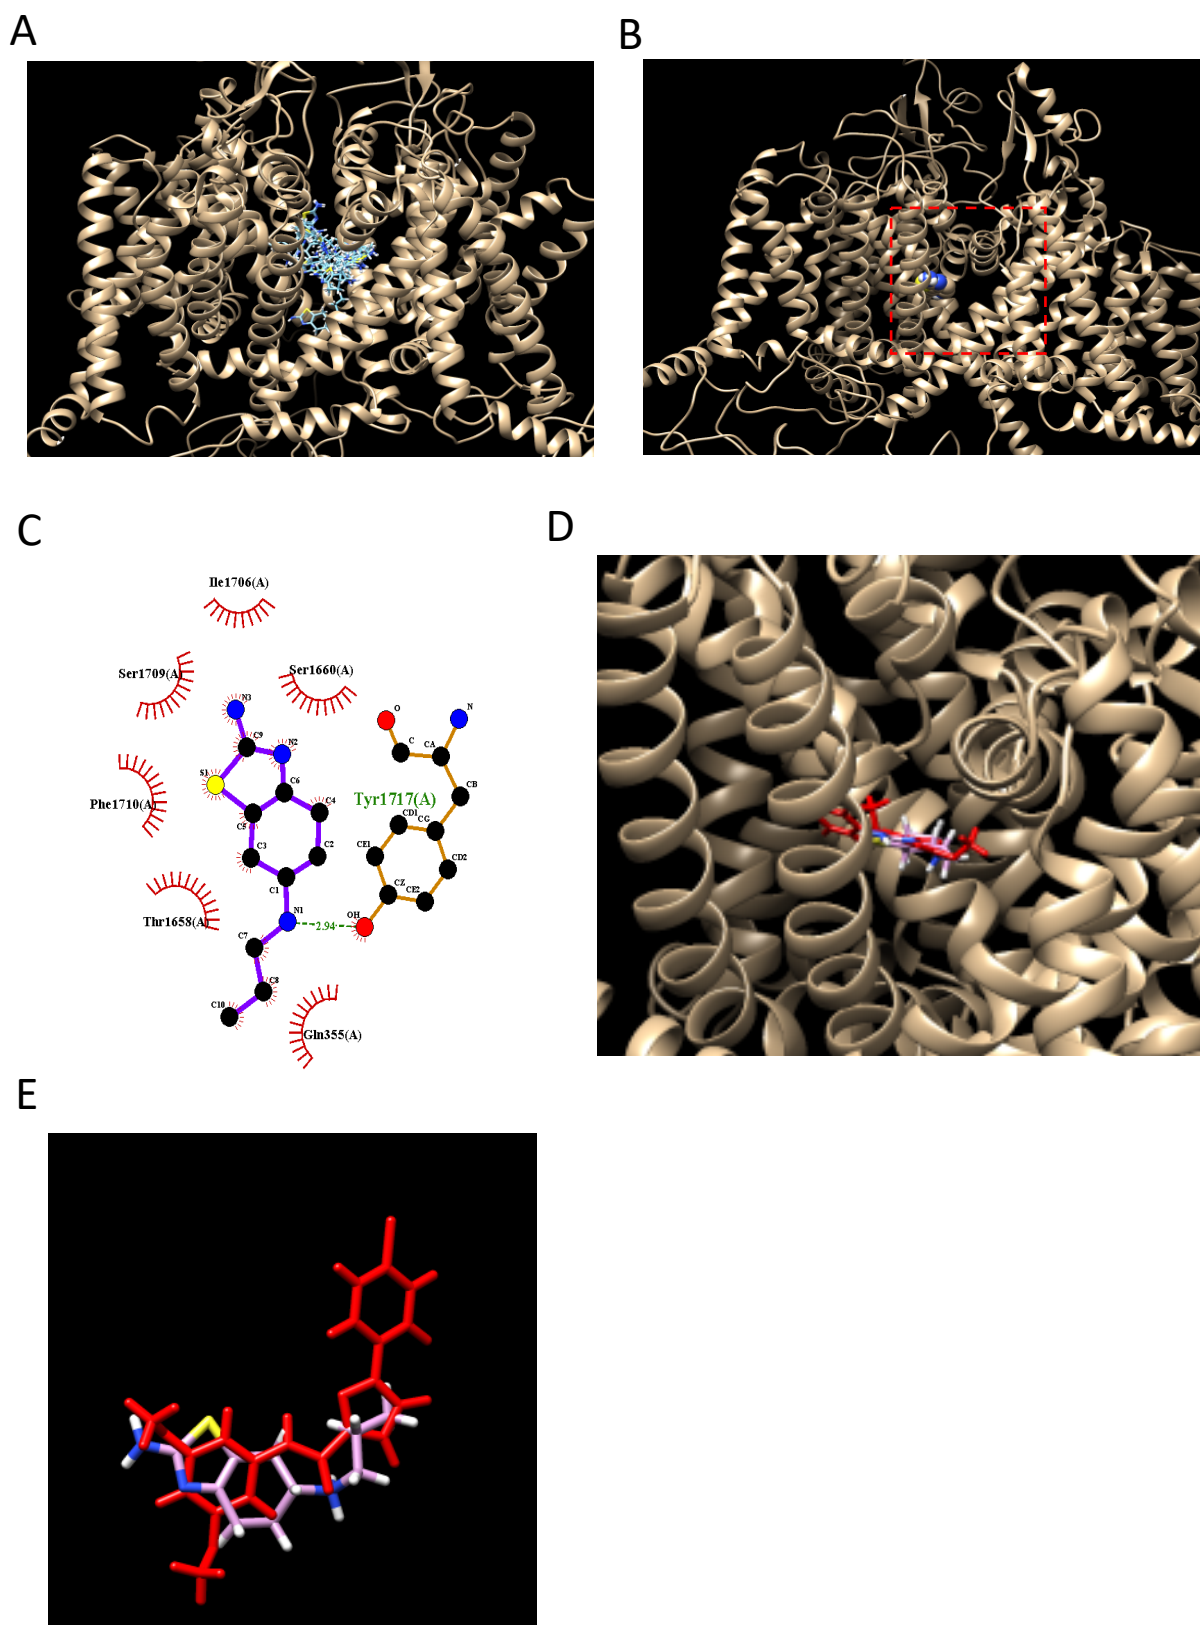 A
B
C
D
Ile1706(A)
Ser1709(A)
Ser1660(A)
N3
O
N
C9
N2
C
CA
S1
C6
CB
Phe1710(A)
C4
Tyr1717(A)
C5
CD1
CG
C3
C2
CE1
CD2
C1
CZ
CE2
Thr1658(A)
N1
2.94
OH
C7
C8
C10
Gln355(A)
E